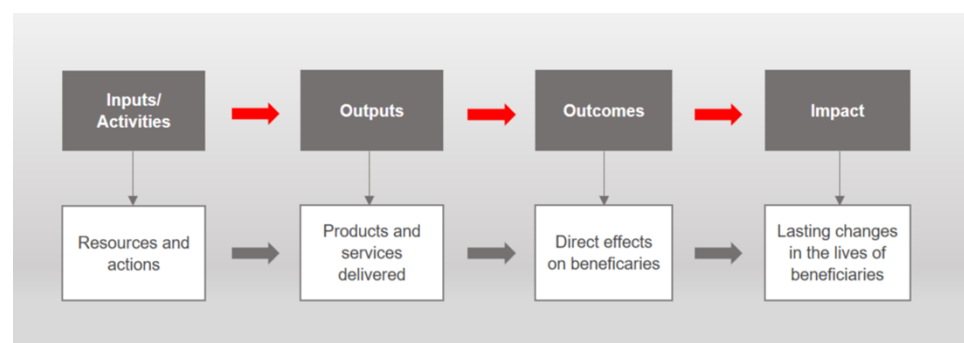 Inputs/
Activities
Outputs
Outcomes
Impact
Resources and
actions
Products and
services
delivered
Direct effects
on beneficaries
Lasting changes
in the lives of
beneficiaries